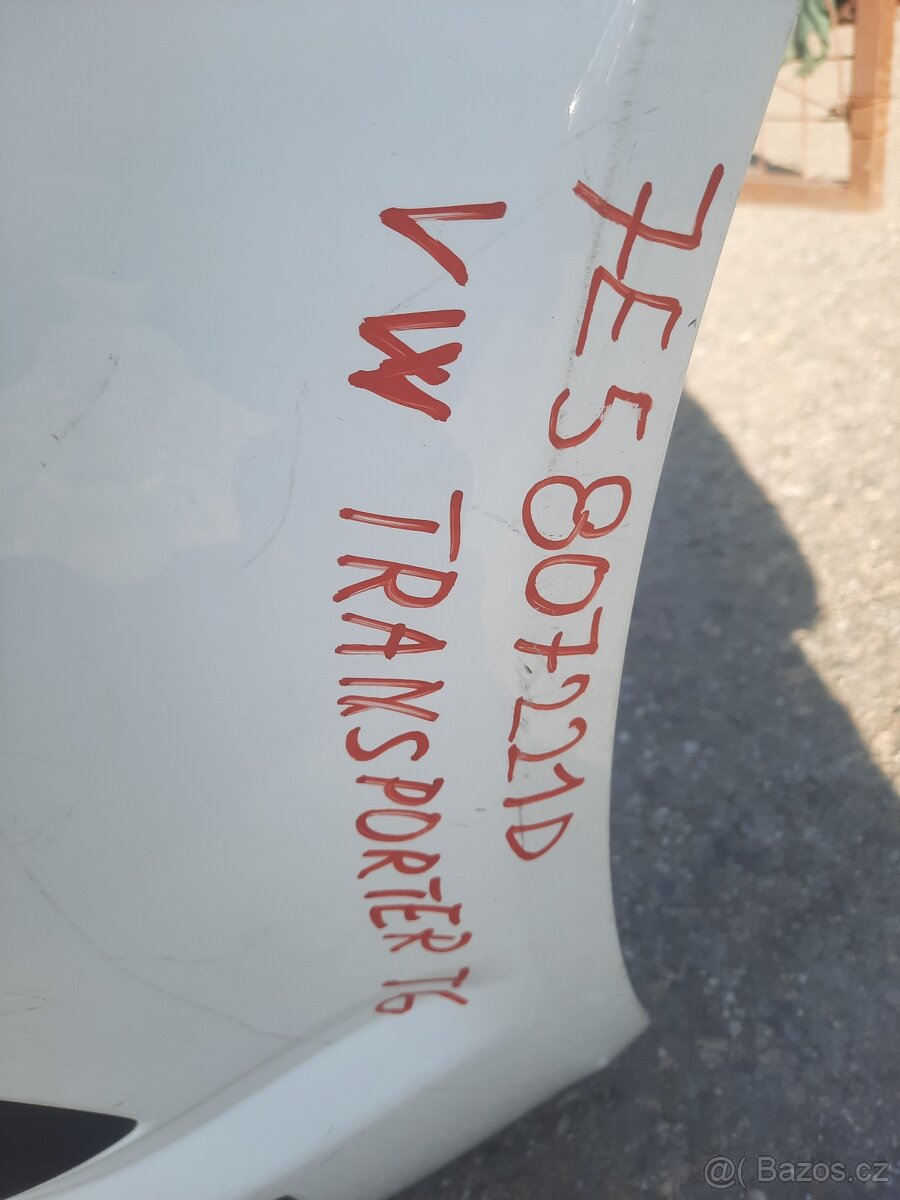 7E5807221D
VW TRANSPORTER T6
@( Bazos.cz